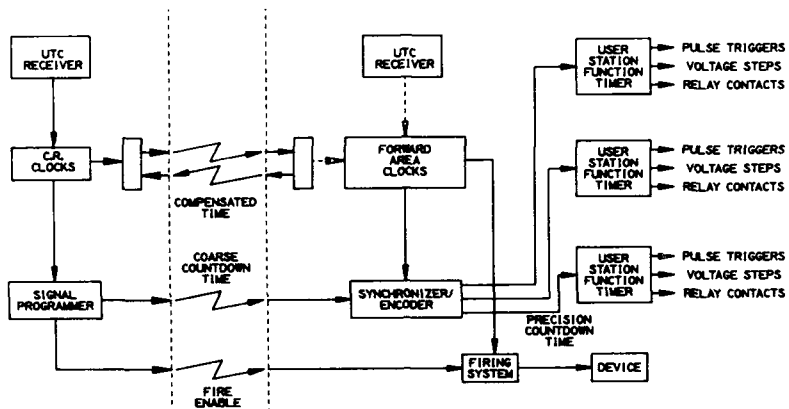 UTC
RECEIVER
UTC
RECEIVER
USER
STATION
FUNCTION
TIMER
PULSE TRIGGERS
VOLTAGE STEPS
RELAY CONTACTS
C.R.
CLOCKS
FORWARD
AREA
CLOCKS
COMPENSATED
TIME
USER
STATION
FUNCTION
TIMER
PULSE TRIGGERS
VOLTAGE STEPS
RELAY CONTACTS
COARSE
COUNTDOWN
TIME
SIGNAL
PROGRAMMER
SYNCHRONIZER/
ENCODER
USER
STATION
FUNCTION
TIMER
PULSE TRIGGERS
VOLTAGE STEPS
RELAY CONTACTS
PRECISION
COUNTDOWN
TIME
FIRE
ENABLE
FIRING
SYSTEM
DEVICE